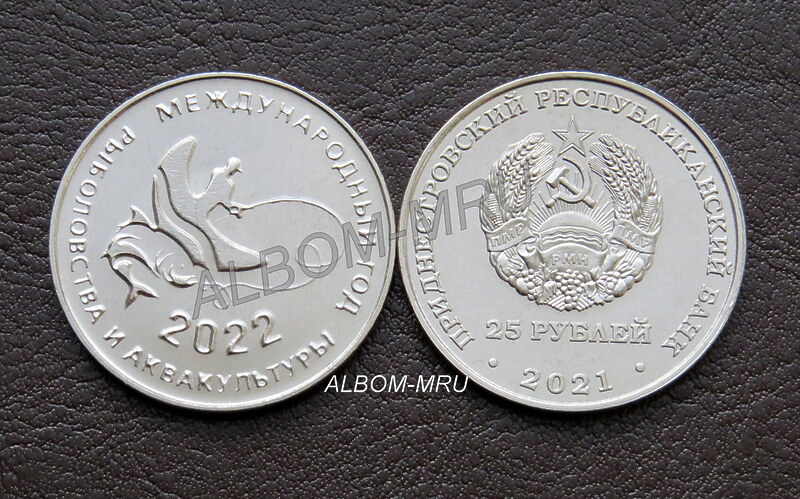 МЕЖДУНАРОДНЫЙ ГОД
РЫБОЛОВСТВА И АКВАКУЛЬТУРЫ
2022
ПРИДНЕСТРОВСКИЙ РЕСПУБЛИКАНСКИЙ БАНК
ПМР
РМН
ПМР
25 РУБЛЕЙ
· 2021 ·
ALBOM-MRU
ALBOM-MRU